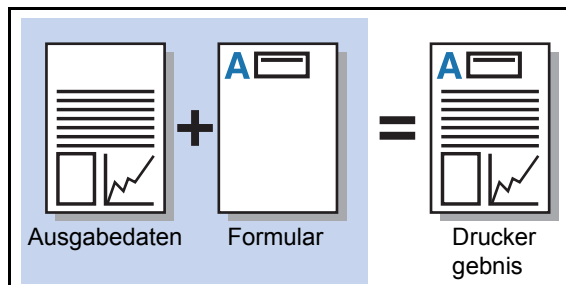 A
+
A
=
Ausgabedaten
Formular
Drucker
gebnis